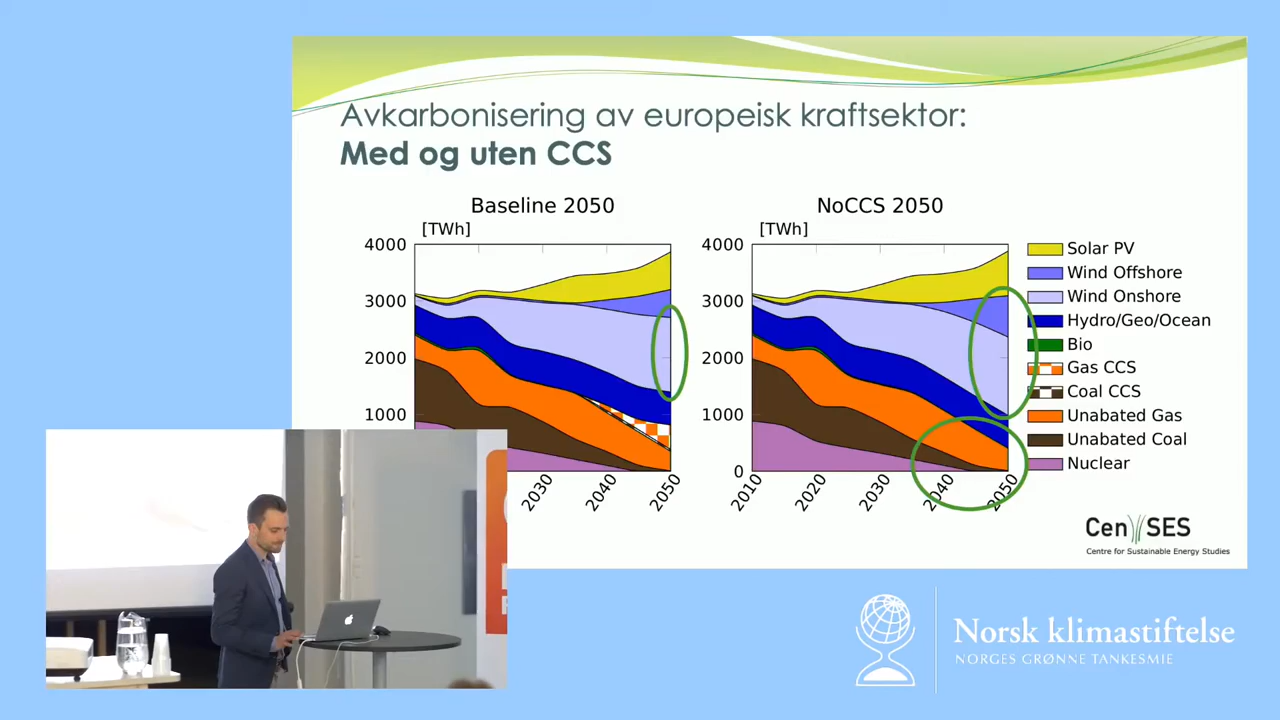 Avkarbonisering av europeisk kraftsektor:
Med og uten CCS
Baseline 2050
[TWh]
4000
3000
2000
1000
2030
2040
2050
NoCCS 2050
[TWh]
4000
3000
2000
1000
0
2010
2020
2030
2040
2050
Solar PV
Wind Offshore
Wind Onshore
Hydro/Geo/Ocean
Bio
Gas CCS
Coal CCS
Unabated Gas
Unabated Coal
Nuclear
CenSES
Centre for Sustainable Energy Studies
Norsk klimastiftelse
NORGES GRØNNE TANKESMIE